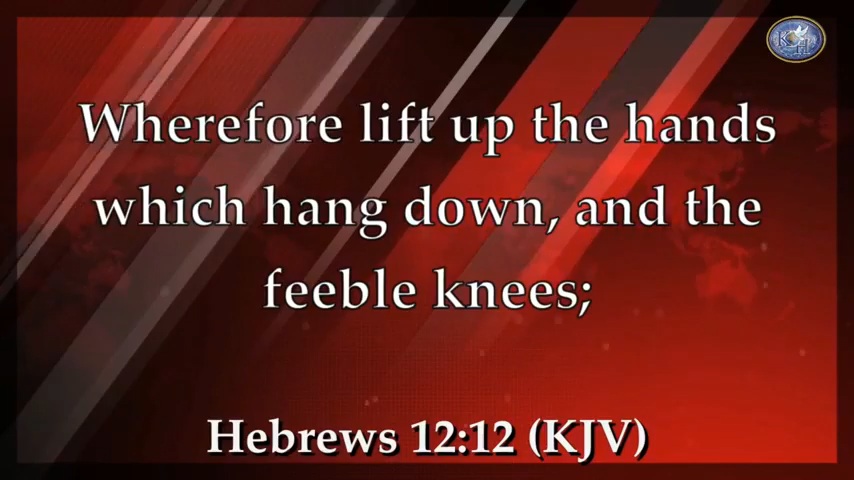 Wherefore lift up the hands
which hang down, and the
feeble knees;
Hebrews 12:12 (KJV)